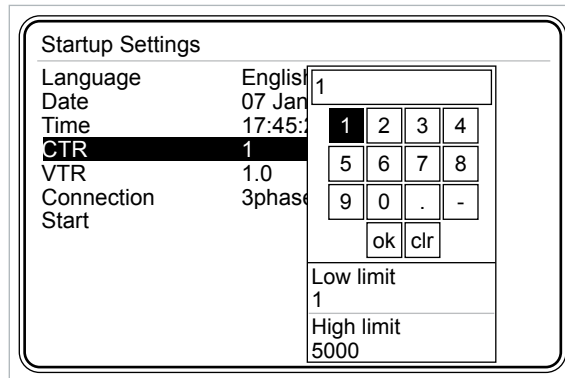 Startup Settings
Language English
Date 07 Jan
Time 17:45:
CTR 1
VTR 1.0
Connection 3phase
Start
1
1 2 3 4
5 6 7 8
9 0 . -
ok clr
Low limit
1
High limit
5000